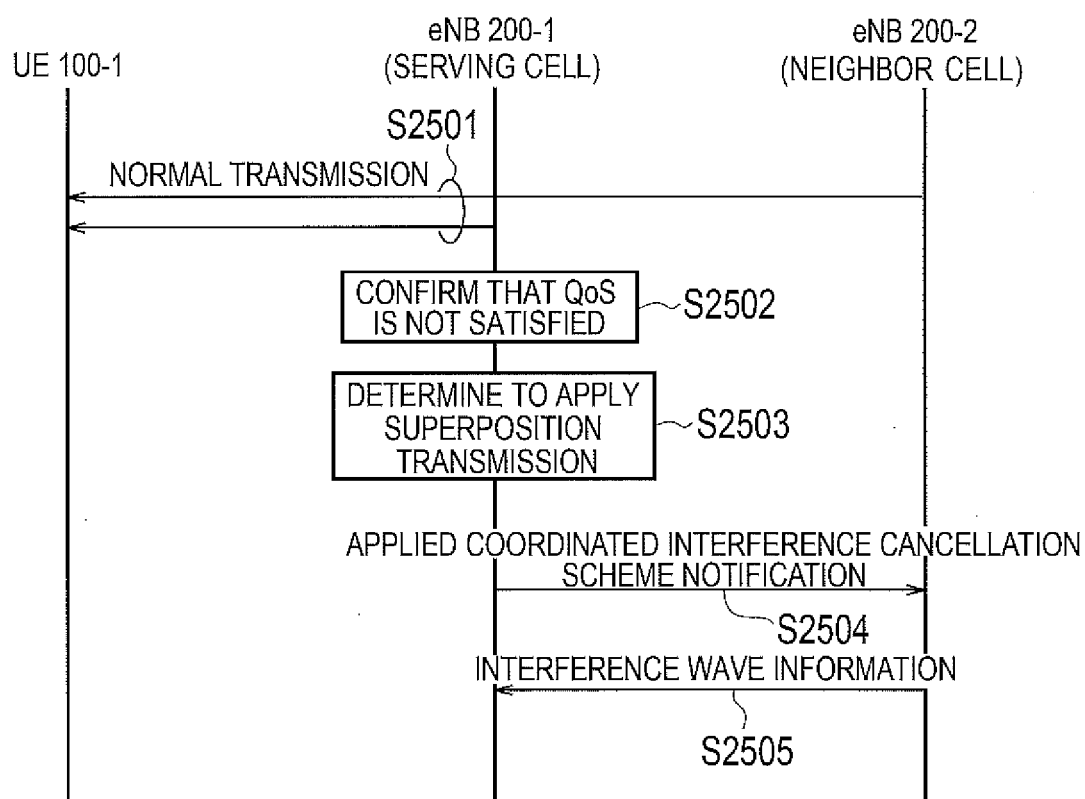 UE 100-1
eNB 200-1
(SERVING CELL)
eNB 200-2
(NEIGHBOR CELL)
S2501
NORMAL TRANSMISSION
CONFIRM THAT QoS
IS NOT SATISFIED
S2502
DETERMINE TO APPLY
SUPERPOSITION
TRANSMISSION
S2503
APPLIED COORDINATED INTERFERENCE CANCELLATION
SCHEME NOTIFICATION
S2504
INTERFERENCE WAVE INFORMATION
S2505